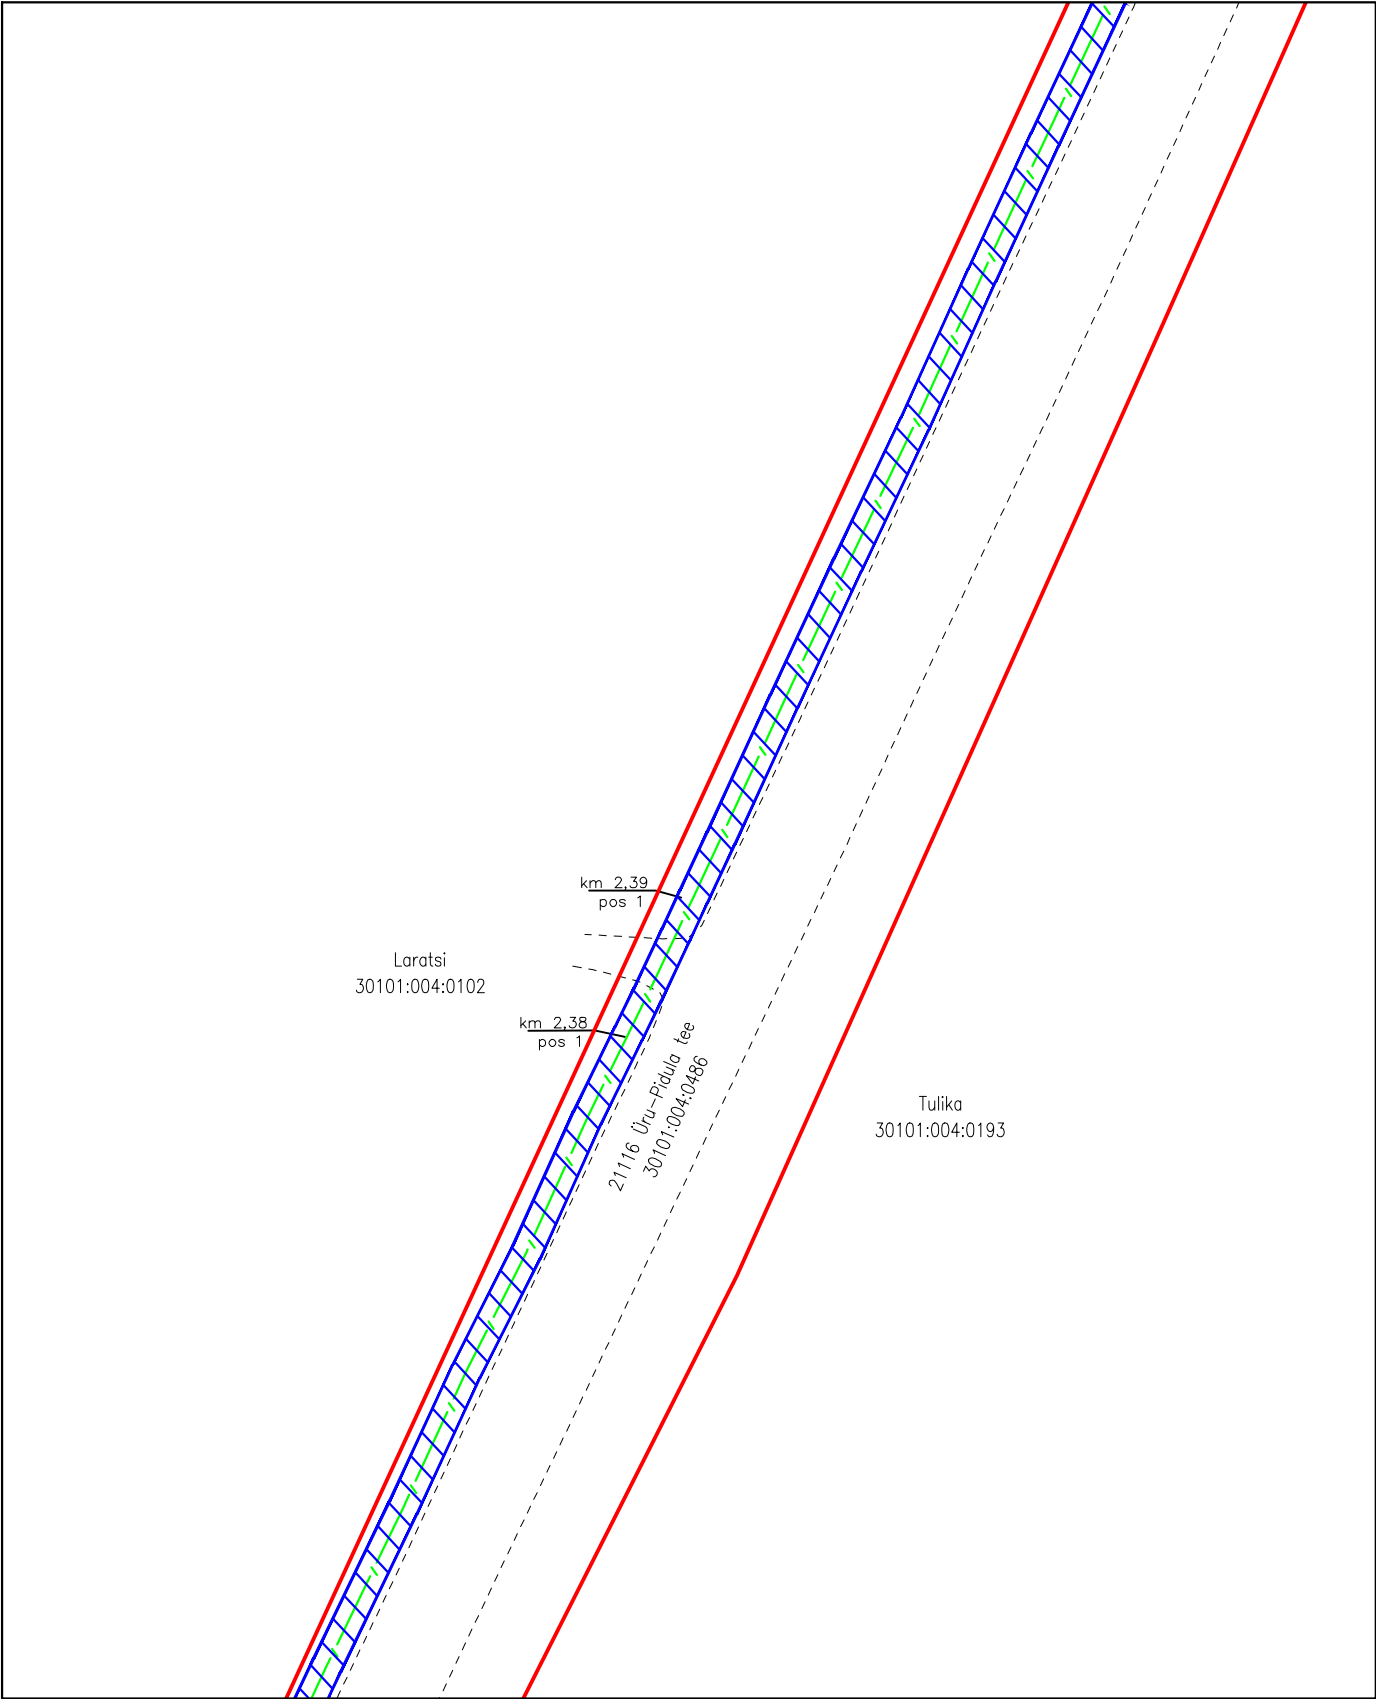 km 2,39
pos 1
Laratsi
30101:004:0102
km 2,38
pos 1
21116 Üru-Pidula tee
30101:004:0486
Tulika
30101:004:0193